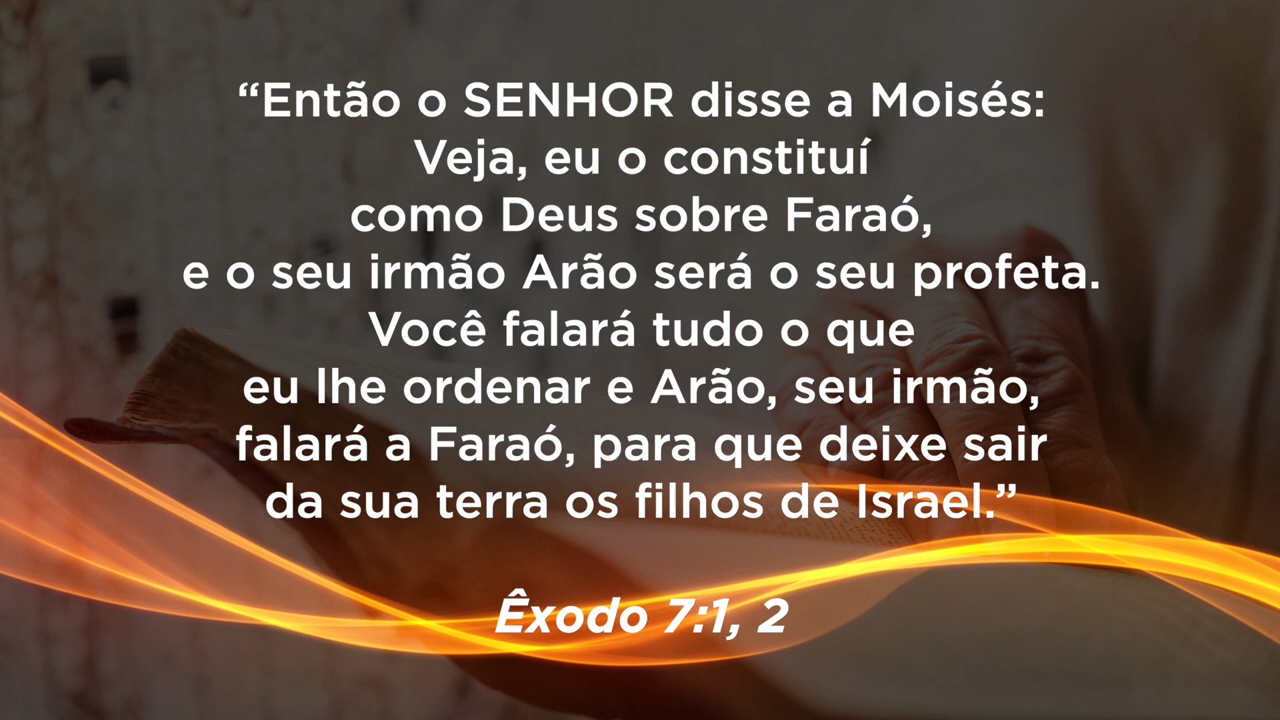 “Então o SENHOR disse a Moisés:
Veja, eu o constituí
como Deus sobre Faraó,
e o seu irmão Arão será o seu profeta.
Você falará tudo o que
eu lhe ordenar e Arão, seu irmão,
falará a Faraó, para que deixe sair
da sua terra os filhos de Israel.”
Êxodo 7:1, 2